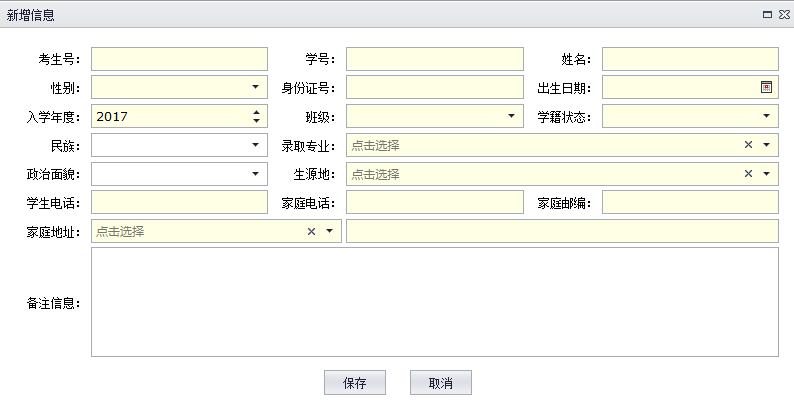 新增信息
考生号： 学号： 姓名：
性别： 身份证号： 出生日期：
入学年度： 2017 班级： 学籍状态：
民族： 录取专业： 点击选择
政治面貌： 生源地： 点击选择
学生电话： 家庭电话： 家庭邮编：
家庭地址： 点击选择
备注信息：
保存 取消